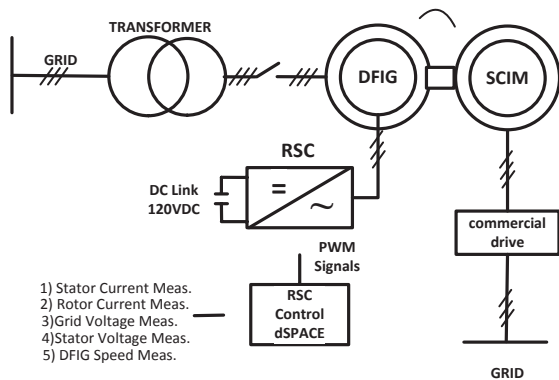 TRANSFORMER
GRID
DFIG
SCIM
RSC
DC Link
120VDC
=
~
commercial
drive
PWM
Signals
1) Stator Current Meas.
2) Rotor Current Meas.
3)Grid Voltage Meas.
4)Stator Voltage Meas.
5) DFIG Speed Meas.
RSC
Control
dSPACE
GRID